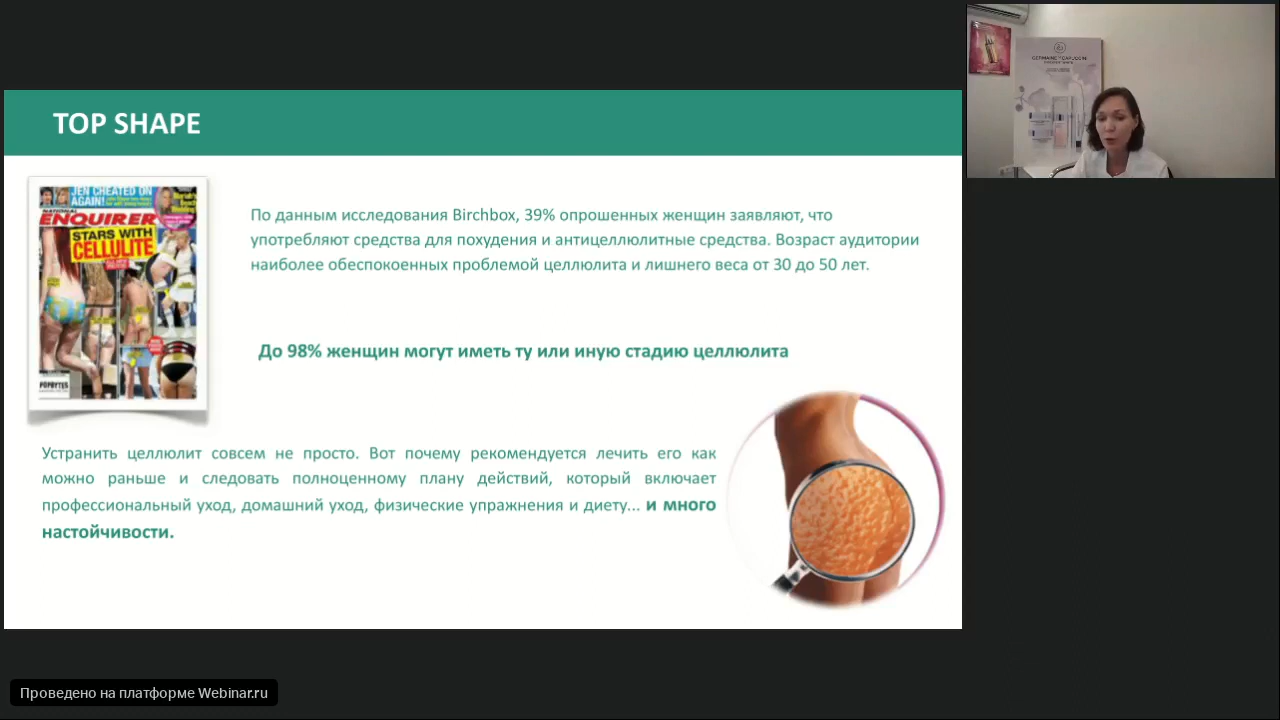 TOP SHAPE
JEN CHEATED ON
AGAIN!
NATIONAL
ENQUIRER
STARS WITH
CELLULITE
POPBYTES
По данным исследования Birchbox, 39% опрошенных женщин заявляют, что
употребляют средства для похудения и антицеллюлитные средства. Возраст аудитории
наиболее обеспокоенных проблемой целлюлита и лишнего веса от 30 до 50 лет.
До 98% женщин могут иметь ту или иную стадию целлюлита
Устранить целлюлит совсем не просто. Вот почему рекомендуется лечить его как
можно раньше и следовать полноценному плану действий, который включает
профессиональный уход, домашний уход, физические упражнения и диету... и много
настойчивости.
Проведено на платформе Webinar.ru